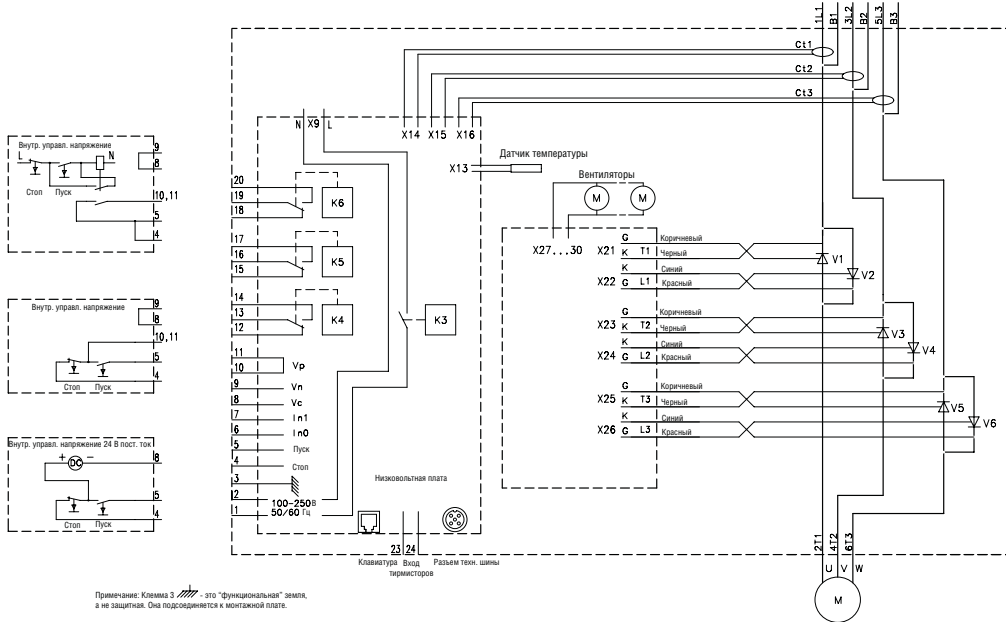 1L1 B1 3L2 B2 5L3 B3
Ct1
Ct2
Ct3
N X9 L
X14 X15 X16
X13
Датчик температуры
Вентиляторы
M M
X27...30
Внутр. управл. напряжение
L N
Стоп Пуск
9
8
10,11
5
4
Внутр. управл. напряжение
9
8
10,11
5
4
Стоп Пуск
Внутр. управл. напряжение 24 В пост. ток
+ DC -
8
5
4
Стоп Пуск
20
19
18
K6
17
16
15
K5
14
13
12
K4
K3
11
10 Vp
9 Vn
8 Vc
7 In1
6 In0
5 Пуск
4 Стоп
3
2
1
100-250В
50/60 Гц
Низковольтная плата
23 24
Клавиатура
Вход
тирмисторов
Разъем техн. шины
X21 G Коричневый
K T1 Черный
K Синий
X22 G L1 Красный
V1
V2
X23 G Коричневый
K T2 Черный
K Синий
X24 G L2 Красный
V3
V4
X25 G Коричневый
K T3 Черный
K Синий
X26 G L3 Красный
V5
V6
2T1 4T2 6T3
U V W
M
Примечание: Клемма 3 - это "функциональная" земля,
а не защитная. Она подсоединяется к монтажной плате.